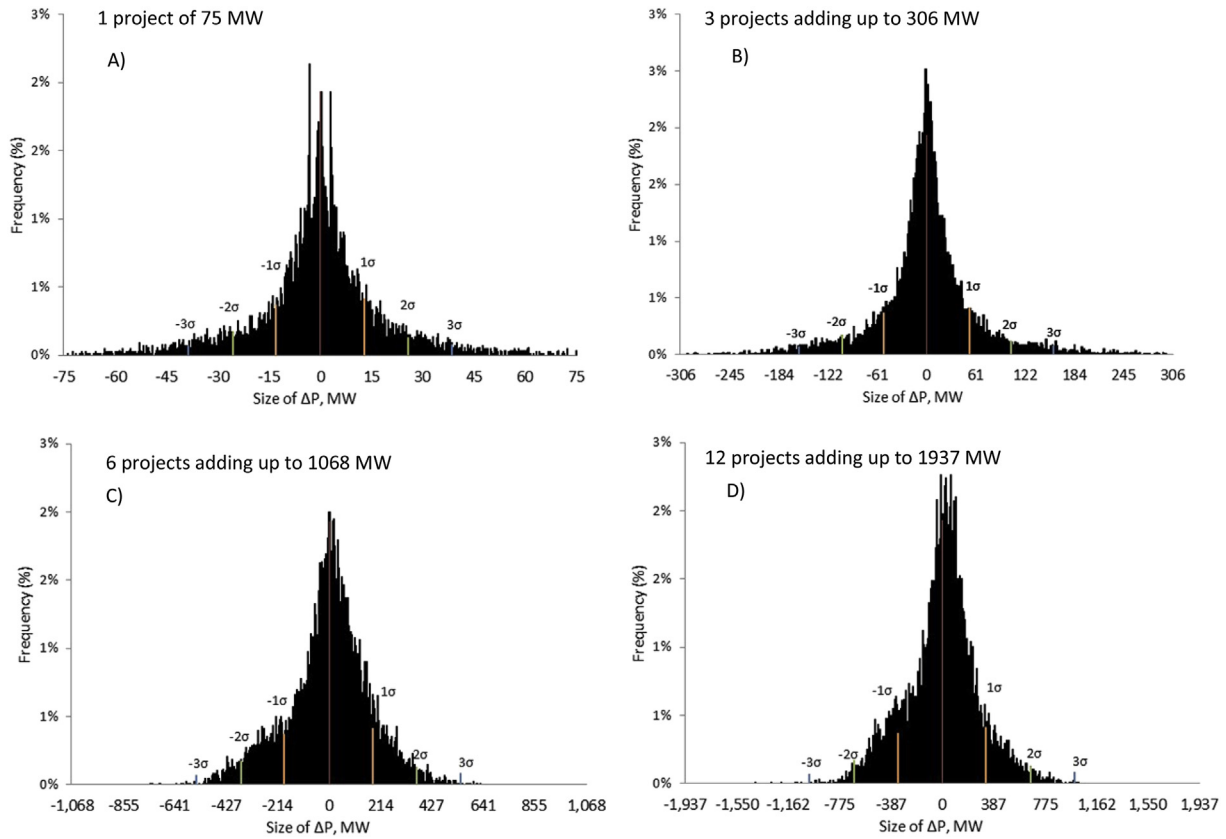 1 project of 75 MW
A)
3%
2%
2%
1%
1%
0%
Frequency (%)
-3σ
-2σ
-1σ
1σ
2σ
3σ
-75 -45 -30 -15 0 15 30 45 60 75
Size of ΔP, MW
3 projects adding up to 306 MW
B)
3%
3%
2%
2%
1%
1%
0%
Frequency (%)
-3σ
-2σ
-1σ
1σ
2σ
3σ
-306 -245 -184 -122 -61 0 61 122 184 245 306
Size of ΔP, MW
6 projects adding up to 1068 MW
C)
3%
2%
2%
1%
1%
0%
Frequency (%)
-3σ
-2σ
-1σ
1σ
2σ
3σ
-1,068 -855 -641 -427 -214 0 214 427 641 855 1,068
Size of ΔP, MW
12 projects adding up to 1937 MW
D)
3%
2%
2%
1%
1%
0%
Frequency (%)
-3σ
-2σ
-1σ
1σ
2σ
3σ
-1,937 -1,550 -1,162 -775 -387 0 387 775 1,162 1,550 1,937
Size of ΔP, MW